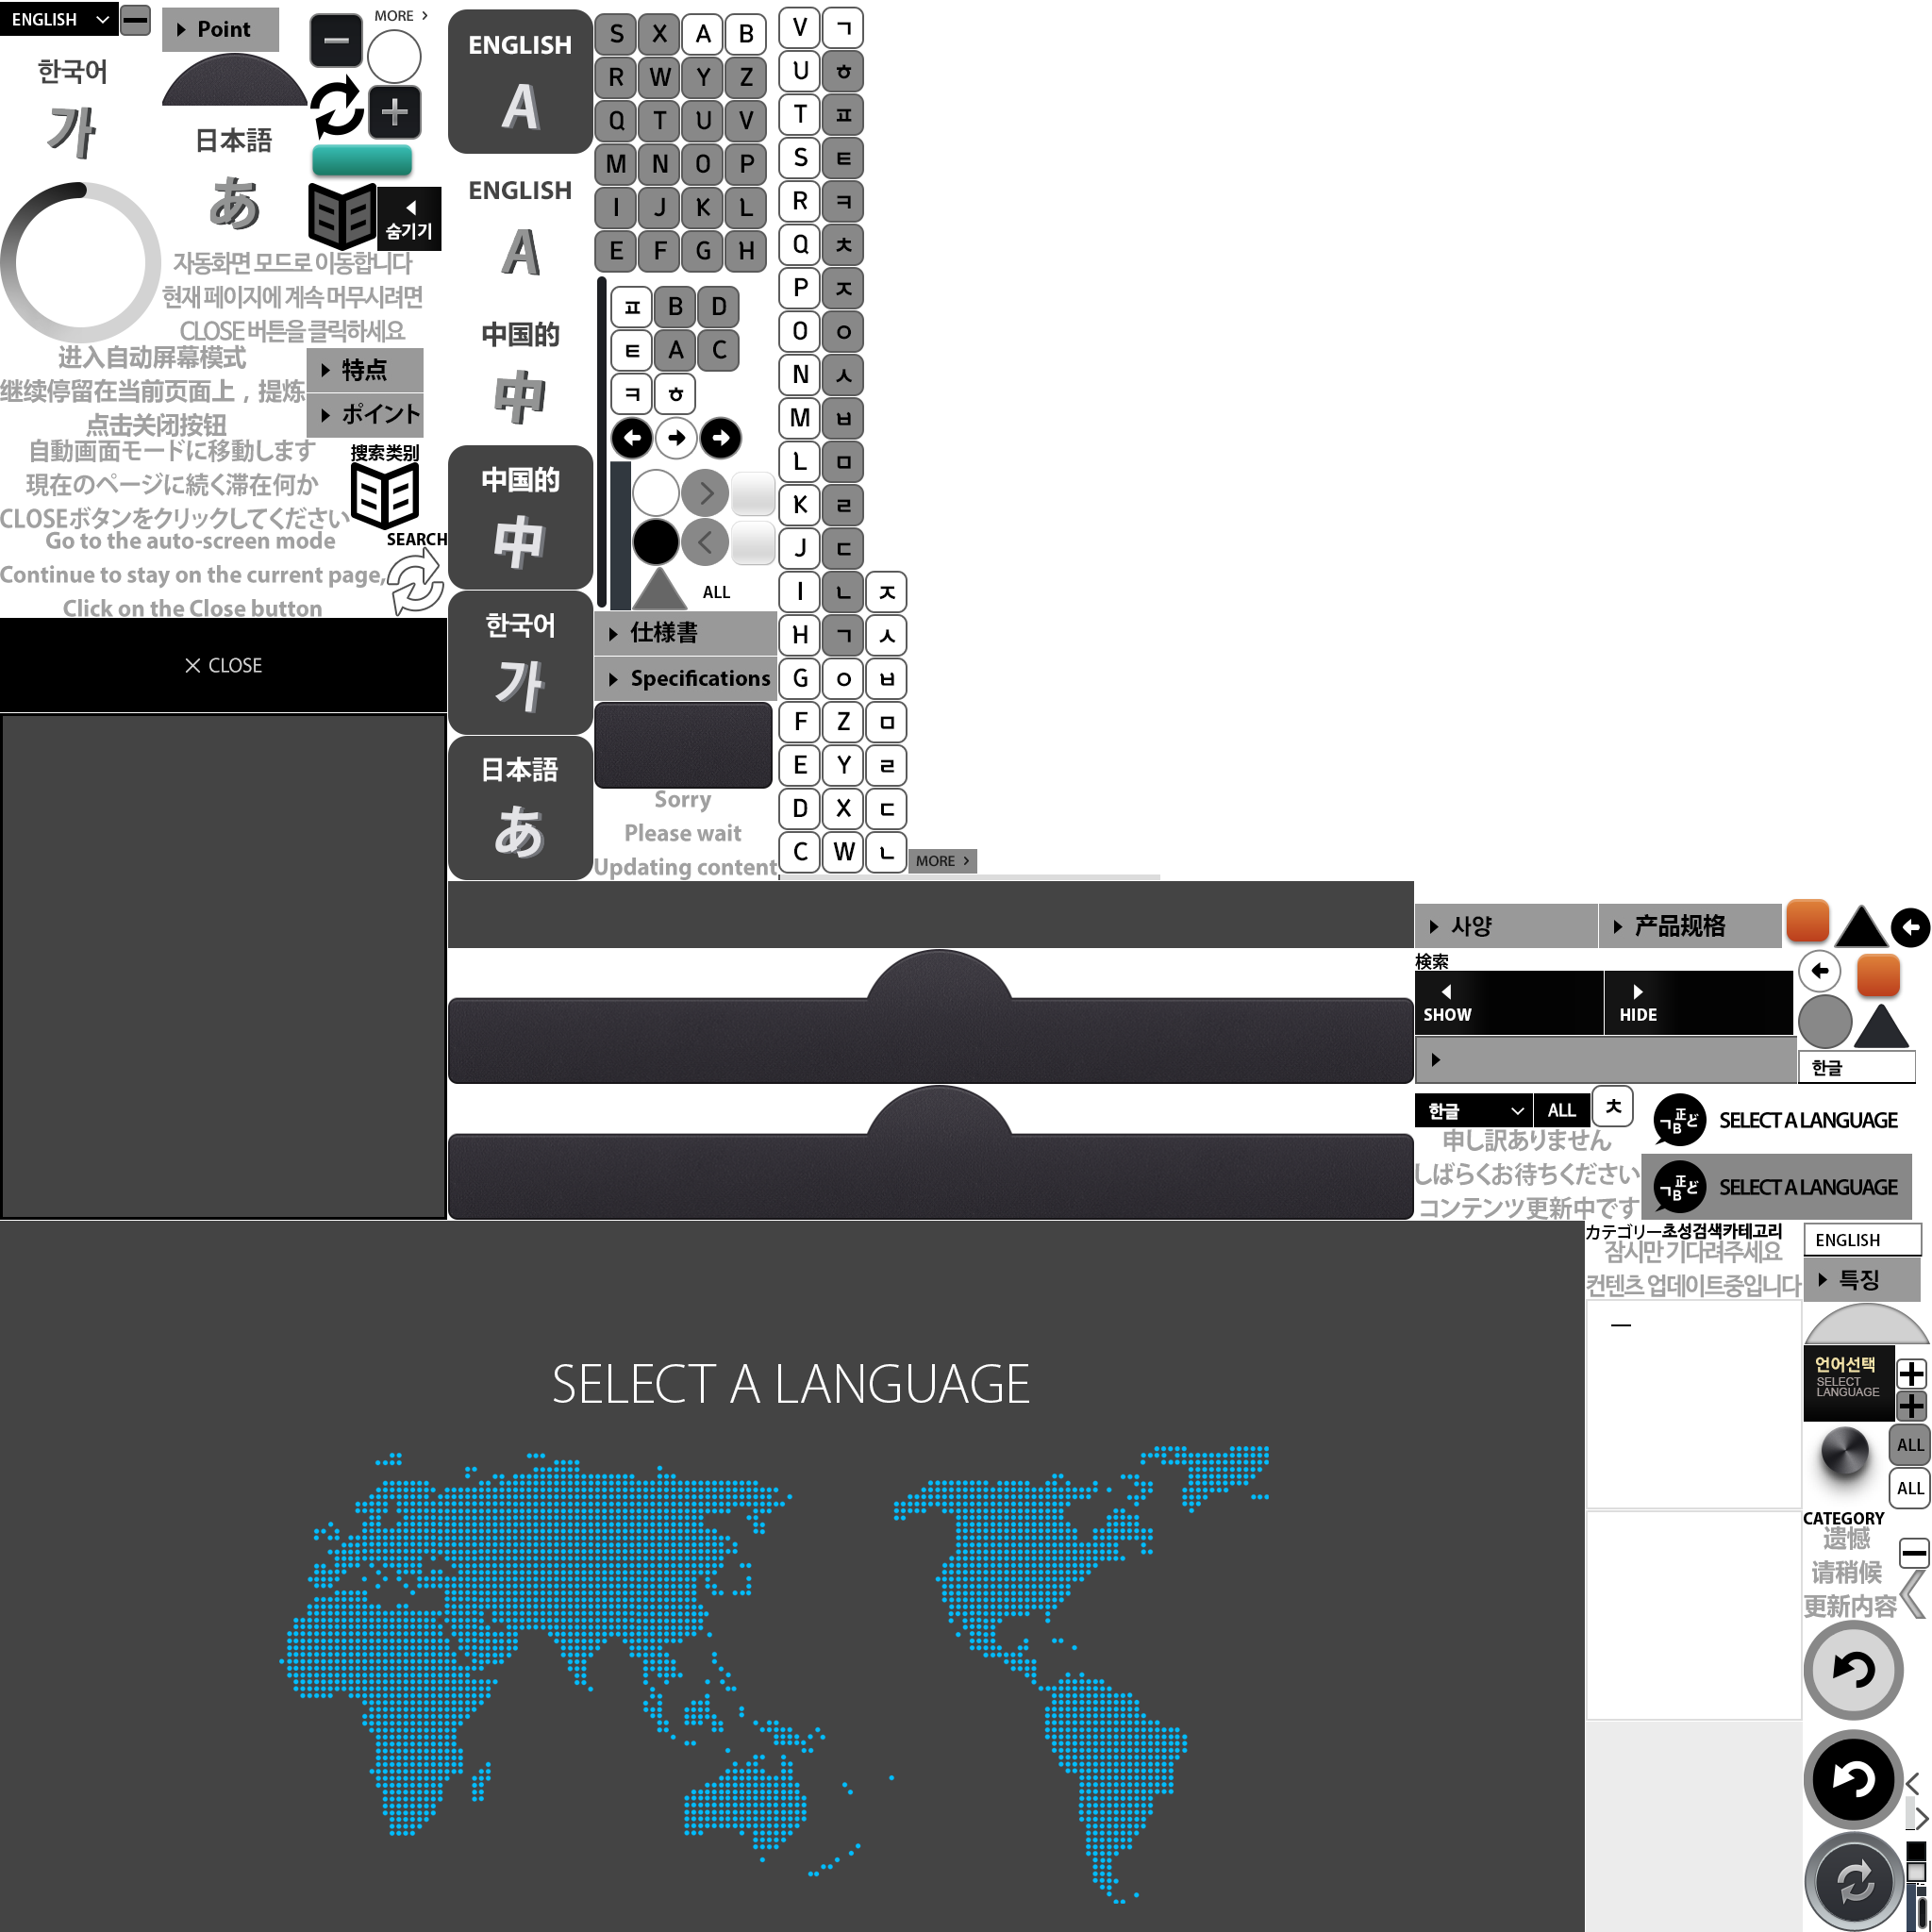 ENGLISH
한국어
가
Point
日本語
あ
MORE
숨기기
자동화면 모드로 이동합니다
현재 페이지에 계속 머무시려면
CLOSE 버튼을 클릭하세요
进入自动屏幕模式
继续停留在当前页面上，提炼
点击关闭按钮
特点
ポイント
自動画面モードに移動します
現在のページに続く滞在何か
CLOSEボタンをクリックしてください
搜索类别
SEARCH
Go to the auto-screen mode
Continue to stay on the current page,
Click on the Close button
CLOSE
ENGLISH
A
ENGLISH
A
中国的
中
中国的
中
한국어
가
日本語
あ
S X A B
R W Y Z
Q T U V
M N O P
I J K L
E F G H
ㅍ B D
ㅌ A C
ㅋ ㅎ
ALL
仕様書
Specifications
Sorry
Please wait
Updating content
V ㄱ
U ㅎ
T ㅍ
S ㅌ
R ㅋ
Q ㅊ
P ㅈ
O ㅇ
N ㅅ
M ㅂ
L ㅁ
K ㄹ
J ㄷ
I ㄴ ㅈ
H ㄱ ㅅ
G ㅇ ㅂ
F Z ㅁ
E Y ㄹ
D X ㄷ
C W ㄴ
MORE
사양
产品规格
検索
SHOW
HIDE
한글
한글
ALL
ㅊ
SELECT A LANGUAGE
SELECT A LANGUAGE
申し訳ありません
しばらくお待ちください
コンテンツ更新中です
カテゴリー초성검색카테고리
잠시만 기다려주세요
컨텐츠 업데이트중입니다
ENGLISH
특징
언어선택
SELECT
LANGUAGE
ALL
ALL
CATEGORY
遗憾
请稍候
更新内容
SELECT A LANGUAGE